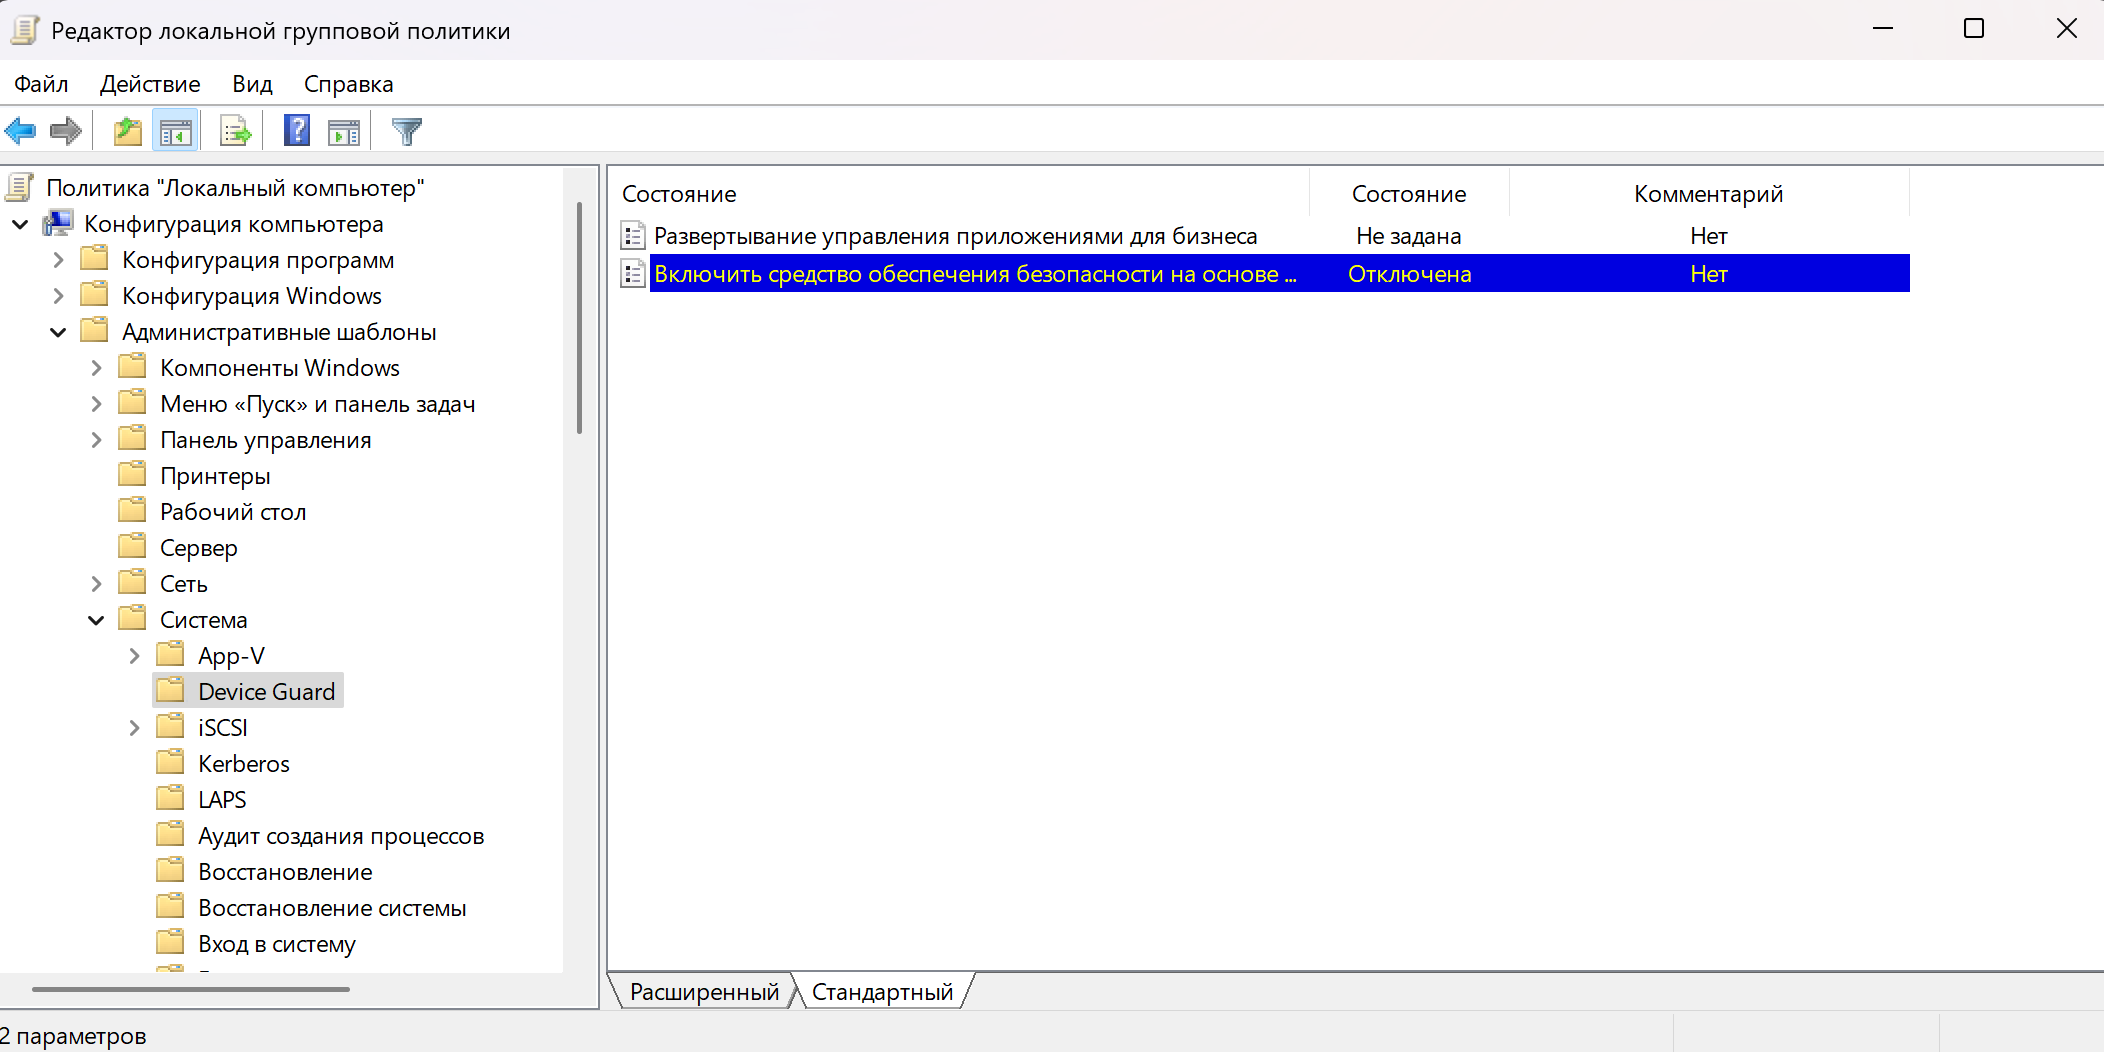 Редактор локальной групповой политики
Файл Действие Вид Справка
Политика "Локальный компьютер"
Конфигурация компьютера
Конфигурация программ
Конфигурация Windows
Административные шаблоны
Компоненты Windows
Меню «Пуск» и панель задач
Панель управления
Принтеры
Рабочий стол
Сервер
Сеть
Система
App-V
Device Guard
iSCSI
Kerberos
LAPS
Аудит создания процессов
Восстановление
Восстановление системы
Вход в систему
Состояние Состояние Комментарий
Развертывание управления приложениями для бизнеса Не задана Нет
Включить средство обеспечения безопасности на основе ... Отключена Нет
Расширенный Стандартный
2 параметров